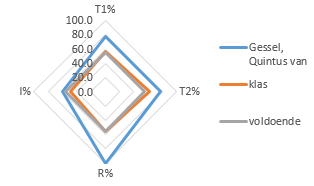 T1%
100.0
80.0
60.0
40.0
20.0
0.0
I%
T2%
R%
Gessel,
Quintus van
klas
voldoende